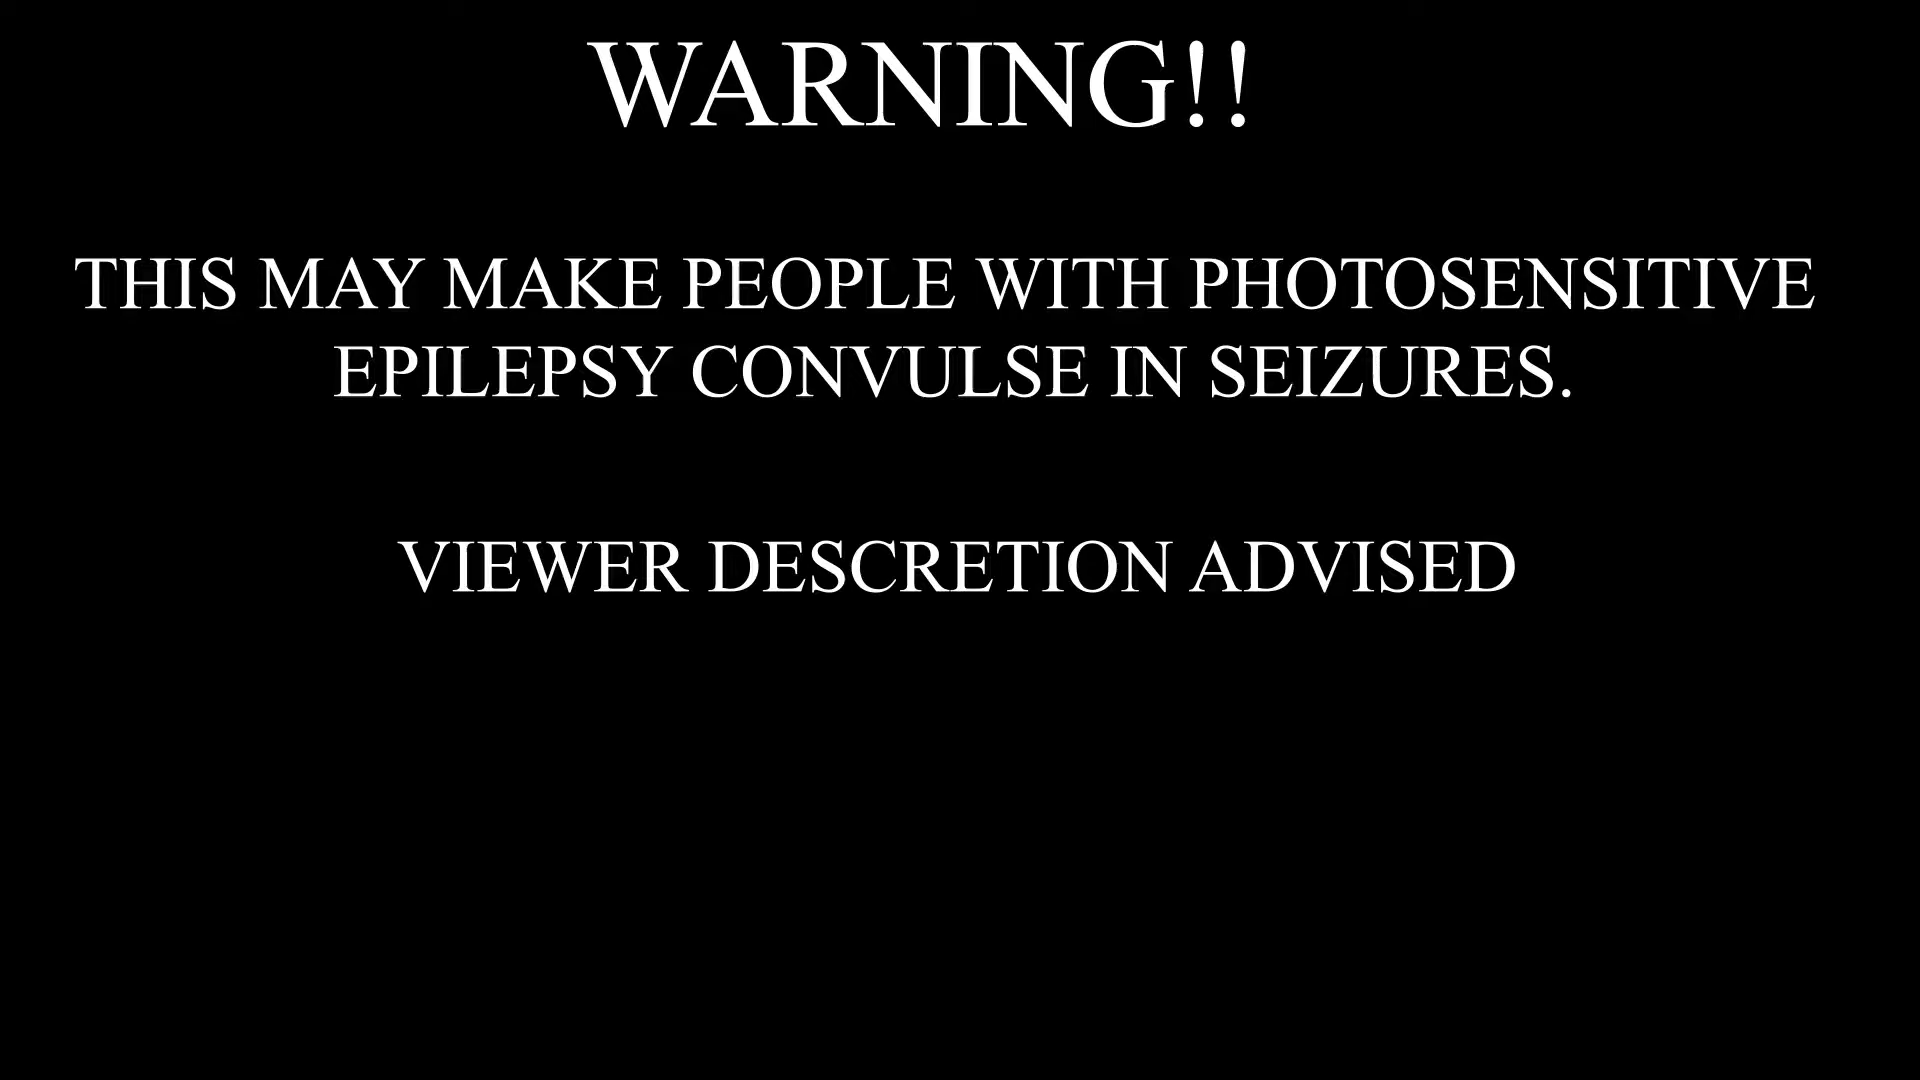 WARNING!!
THIS MAY MAKE PEOPLE WITH PHOTOSENSITIVE
EPILEPSY CONVULSE IN SEIZURES.
VIEWER DESCRETION ADVISED